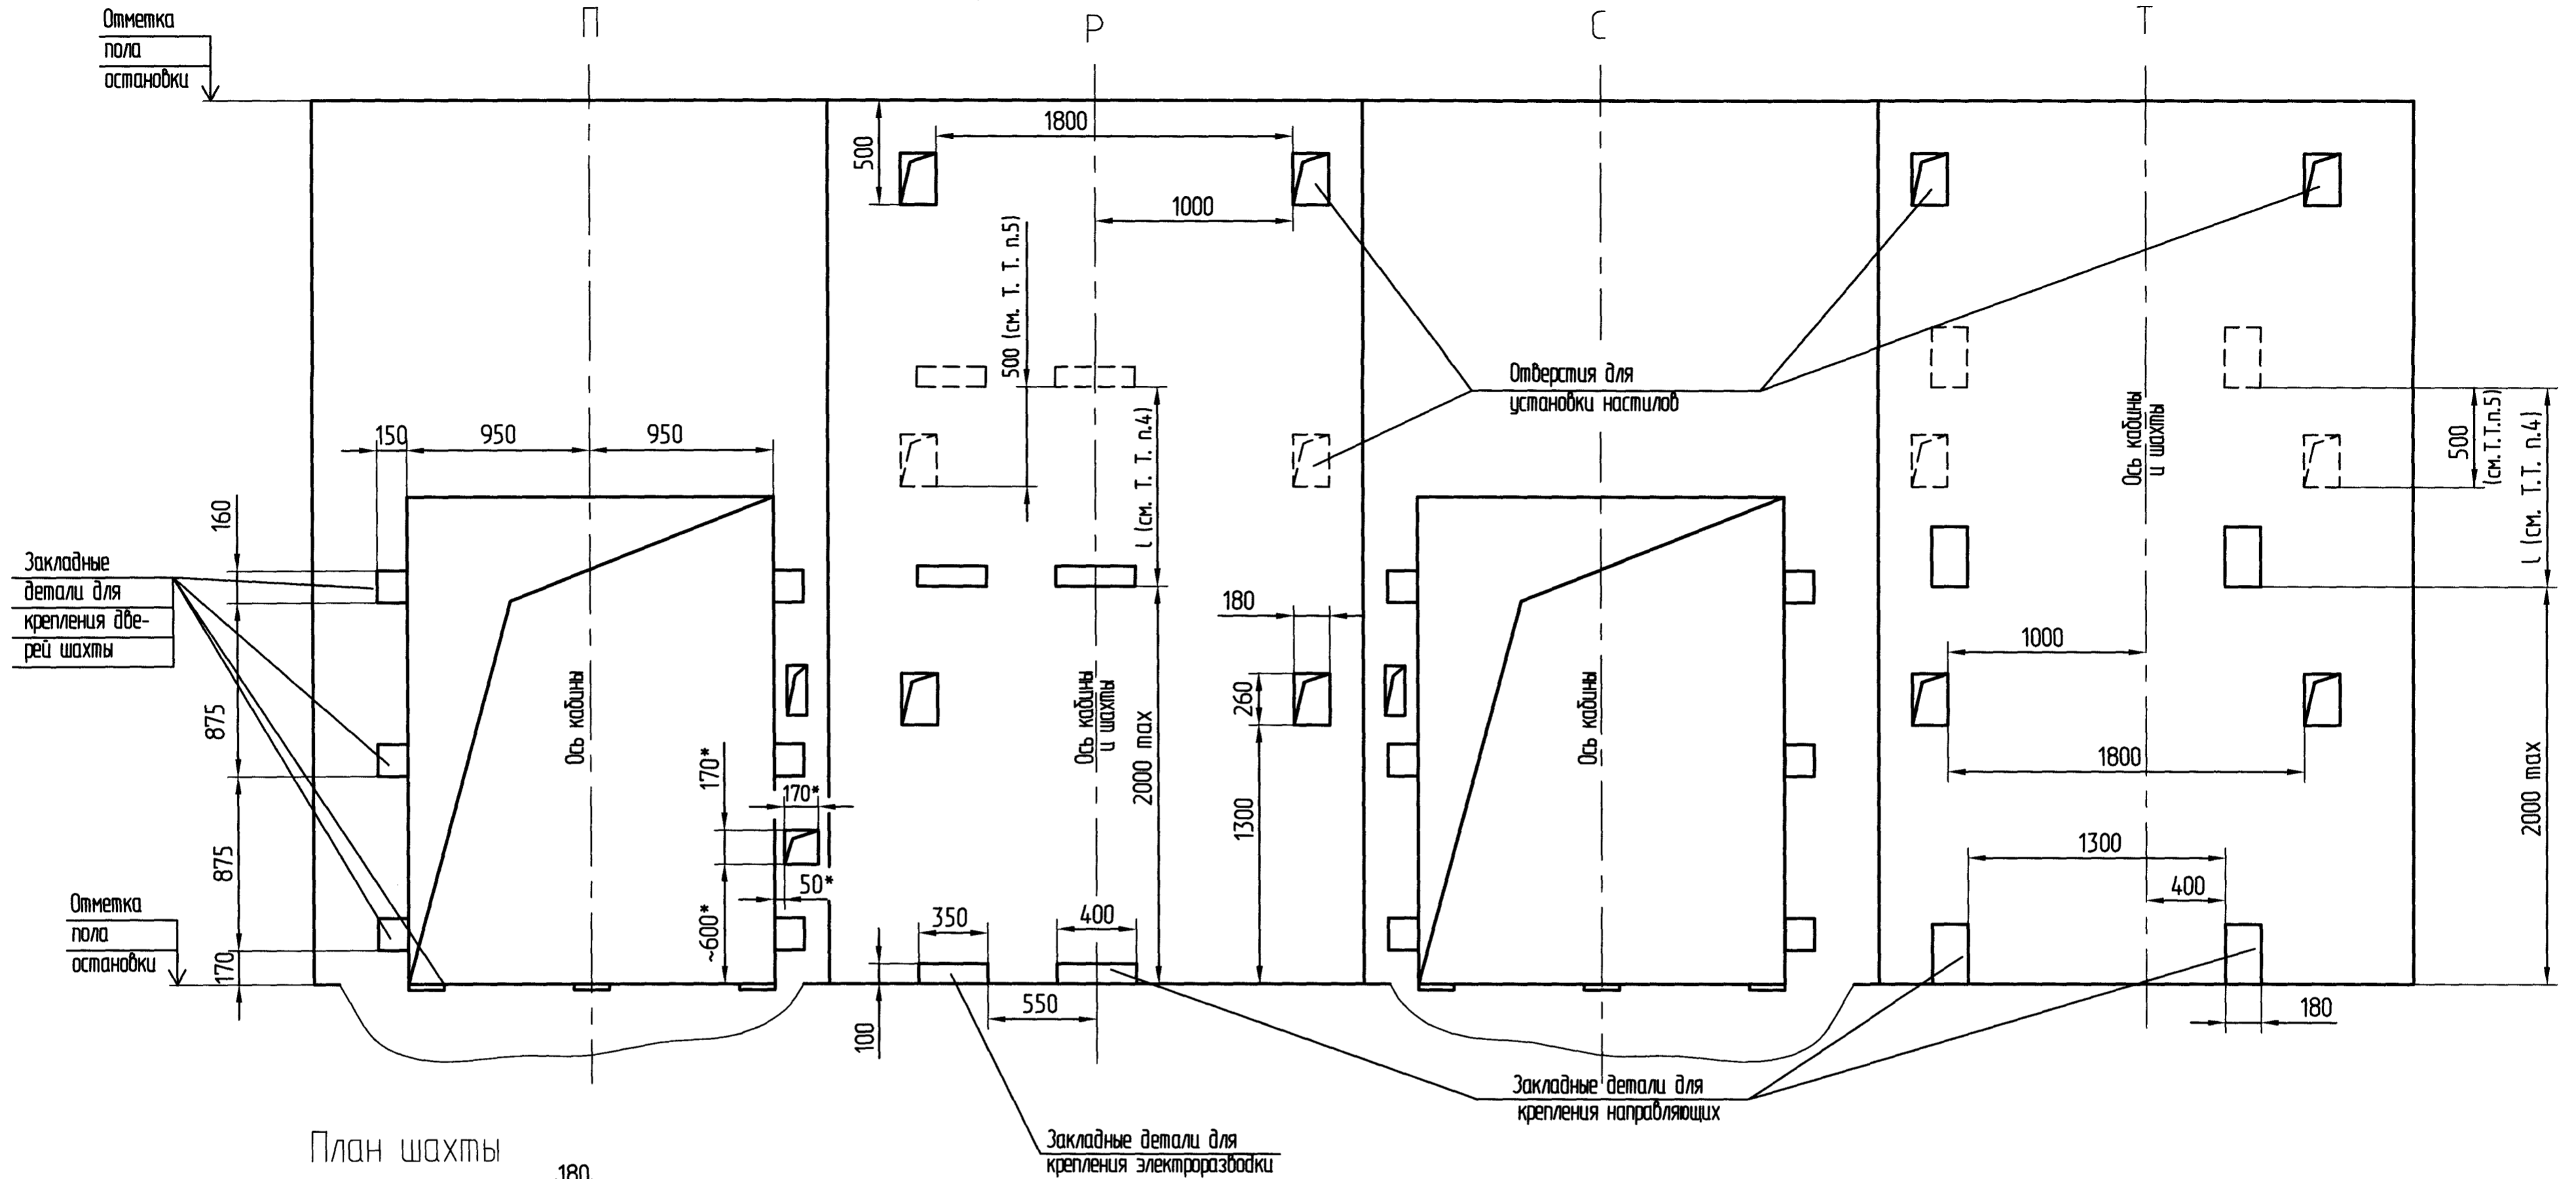 Отметка
пола
остановки
П
Р
С
Т
1800
500
1000
500 (см. Т. Т. п.5)
Отверстия для
установки настилов
Ось кабины
и шахты
l (см. Т. Т. п.4)
500
(см.Т.Т.п.5)
l (см. Т.Т. п.4)
150
950
950
160
Закладные
детали для
крепления две-
рей шахты
875
875
170
Ось кабины
170*
170*
50*
~600*
Ось кабины
и шахты
2000 max
180
260
1300
Ось кабины
1000
1800
1300
400
2000 max
180
Отметка
пола
остановки
350
400
100
550
Закладные детали для
крепления направляющих
Закладные детали для
крепления электроразводки
План шахты
180